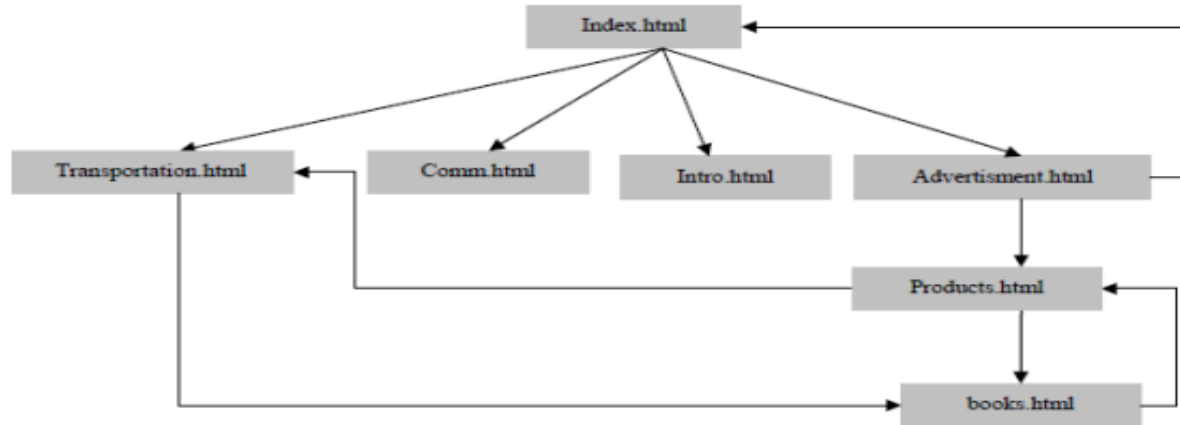 Index.html
Transportation.html
Comm.html
Intro.html
Advertisment.html
Products.html
books.html